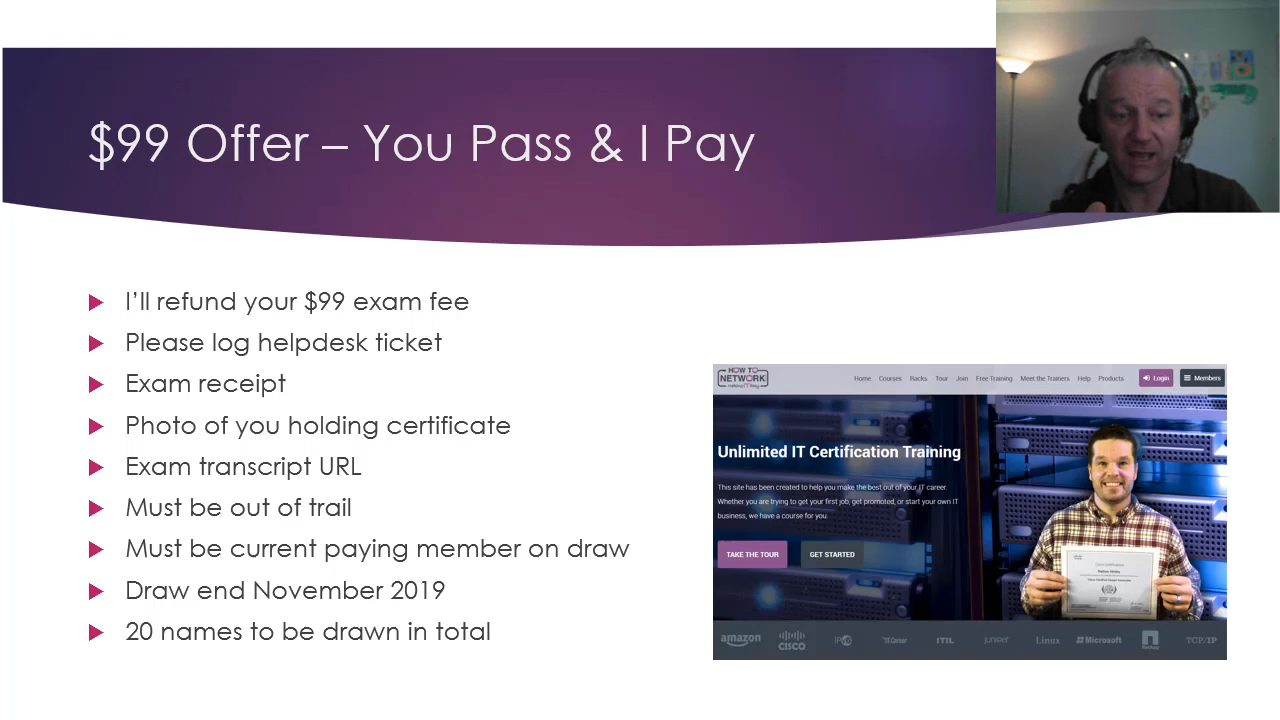 $99 Offer – You Pass & I Pay
I'll refund your $99 exam fee
Please log helpdesk ticket
Exam receipt
Photo of you holding certificate
Exam transcript URL
Must be out of trail
Must be current paying member on draw
Draw end November 2019
20 names to be drawn in total
HOW TO
NETWORK
Home Courses Racks Tour Join Free Training Meet the Trainers Help Products Login Members
Unlimited IT Certification Training
This site has been created to help you make the best out of your IT career.
Whether you are trying to get your first job, get promoted, or start your own IT
business, we have a course for you.
TAKE THE TOUR GET STARTED
amazon CISCO IPv6 ITIL Juniper Linux Microsoft NetApp TCP/IP